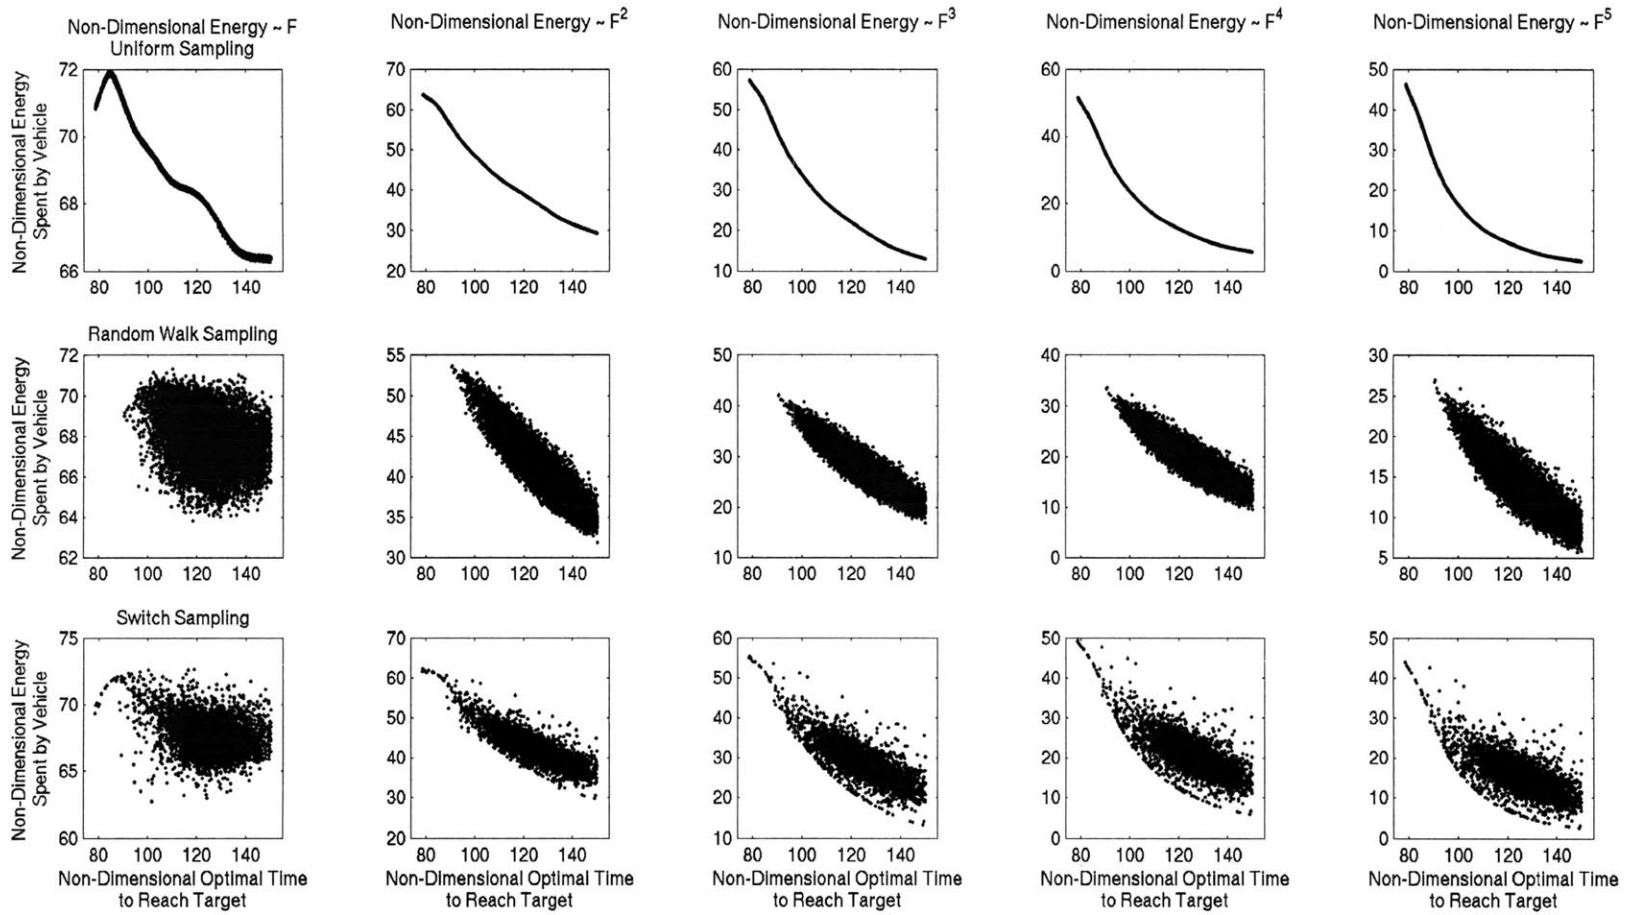 Non-Dimensional Energy ~ F
Uniform Sampling
Non-Dimensional Energy ~ F²
Non-Dimensional Energy ~ F³
Non-Dimensional Energy ~ F⁴
Non-Dimensional Energy ~ F⁵
Non-Dimensional Energy
Spent by Vehicle
72
70
68
66
80 100 120 140
70
60
50
40
30
20
80 100 120 140
60
50
40
30
20
10
80 100 120 140
60
40
20
0
80 100 120 140
50
40
30
20
10
0
80 100 120 140
Random Walk Sampling
Non-Dimensional Energy
Spent by Vehicle
72
70
68
66
64
62
80 100 120 140
55
50
45
40
35
30
80 100 120 140
50
40
30
20
10
80 100 120 140
40
30
20
10
0
80 100 120 140
30
25
20
15
10
5
80 100 120 140
Switch Sampling
Non-Dimensional Energy
Spent by Vehicle
75
70
65
60
80 100 120 140
Non-Dimensional Optimal Time
to Reach Target
70
60
50
40
30
20
80 100 120 140
Non-Dimensional Optimal Time
to Reach Target
60
50
40
30
20
10
80 100 120 140
Non-Dimensional Optimal Time
to Reach Target
50
40
30
20
10
0
80 100 120 140
Non-Dimensional Optimal Time
to Reach Target
50
40
30
20
10
0
80 100 120 140
Non-Dimensional Optimal Time
to Reach Target